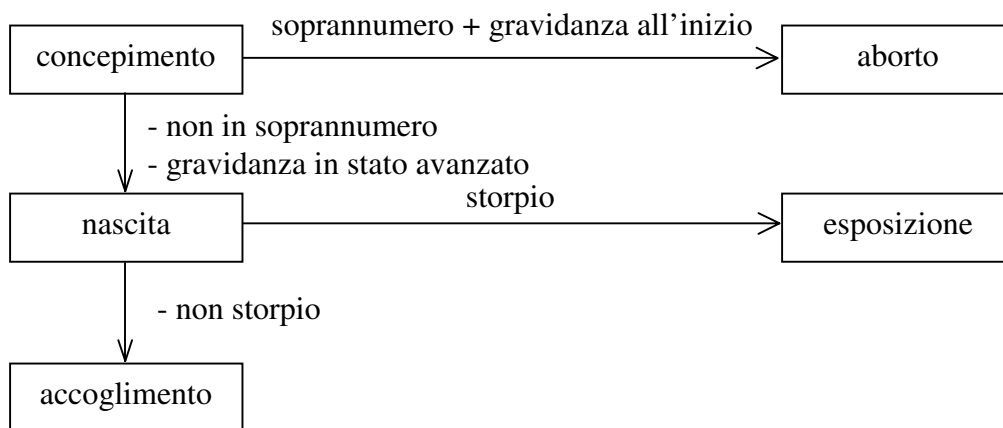 soprannumero + gravidanza all'inizio
concepimento
aborto
- non in soprannumero
- gravidanza in stato avanzato
storpio
nascita
esposizione
- non storpio
accoglimento